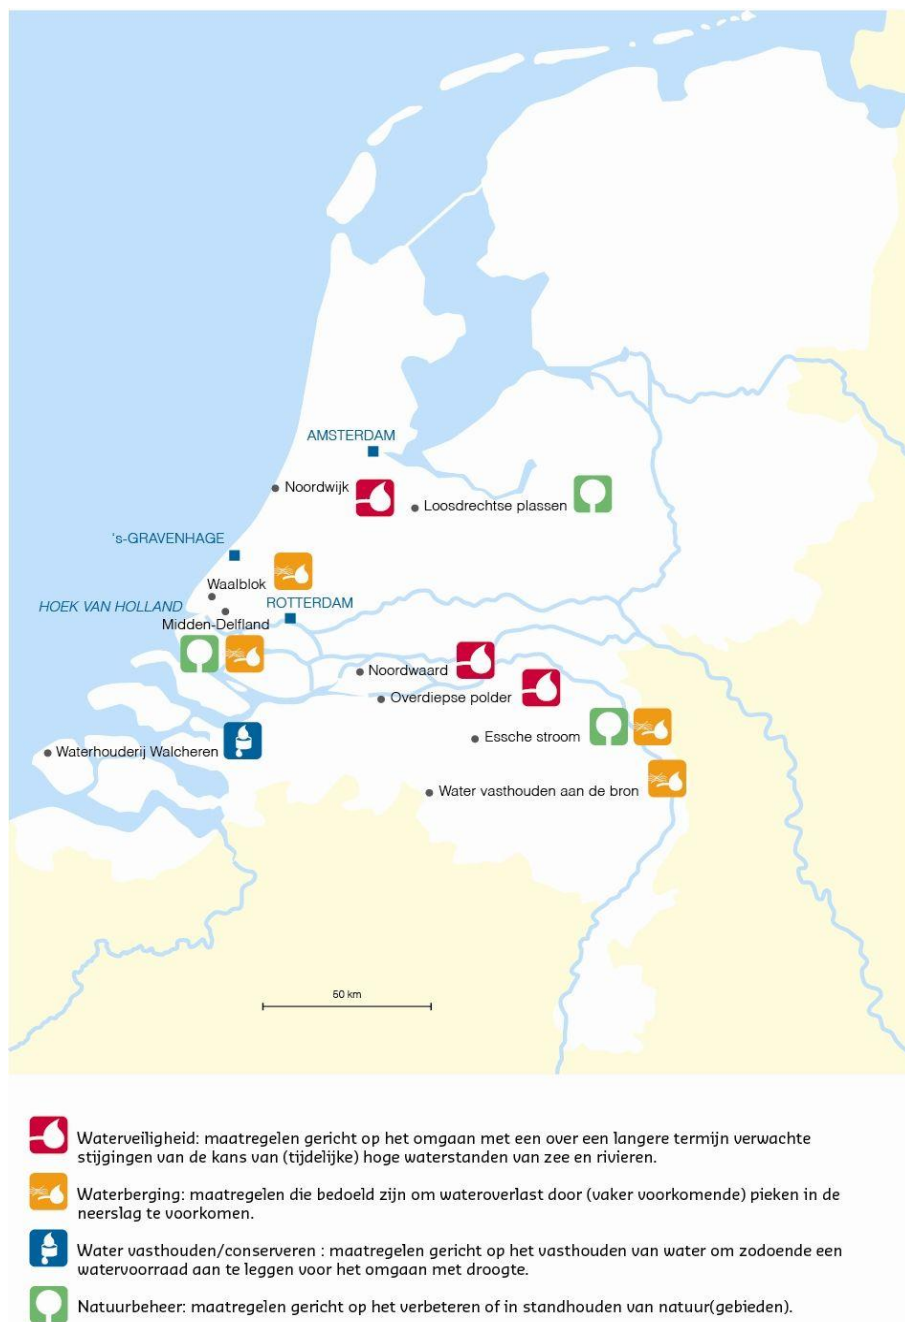 AMSTERDAM
Noordwijk
Loosdrechtse plassen
's-GRAVENHAGE
Waalblok
HOEK VAN HOLLAND
ROTTERDAM
Midden-Delfland
Noordwaard
Overdiepse polder
Essche stroom
Waterhouderij Walcheren
Water vasthouden aan de bron
50 km
Waterveiligheid: maatregelen gericht op het omgaan met een over een langere termijn verwachte
stijgingen van de kans van (tijdelijke) hoge waterstanden van zee en rivieren.
Waterberging: maatregelen die bedoeld zijn om wateroverlast door (vaker voorkomende) pieken in de
neerslag te voorkomen.
Water vasthouden/conserveren : maatregelen gericht op het vasthouden van water om zodoende een
watervoorraad aan te leggen voor het omgaan met droogte.
Natuurbeheer: maatregelen gericht op het verbeteren of in standhouden van natuur(gebieden).